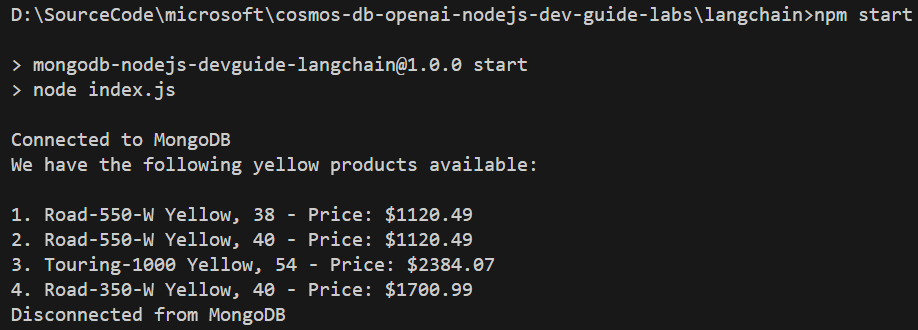 D:\SourceCode\microsoft\cosmos-db-openai-nodejs-dev-guide-labs\langchain>npm start
> mongodb-nodejs-devguide-langchain@1.0.0 start
> node index.js
Connected to MongoDB
We have the following yellow products available:
1. Road-550-W Yellow, 38 - Price: $1120.49
2. Road-550-W Yellow, 40 - Price: $1120.49
3. Touring-1000 Yellow, 54 - Price: $2384.07
4. Road-350-W Yellow, 40 - Price: $1700.99
Disconnected from MongoDB